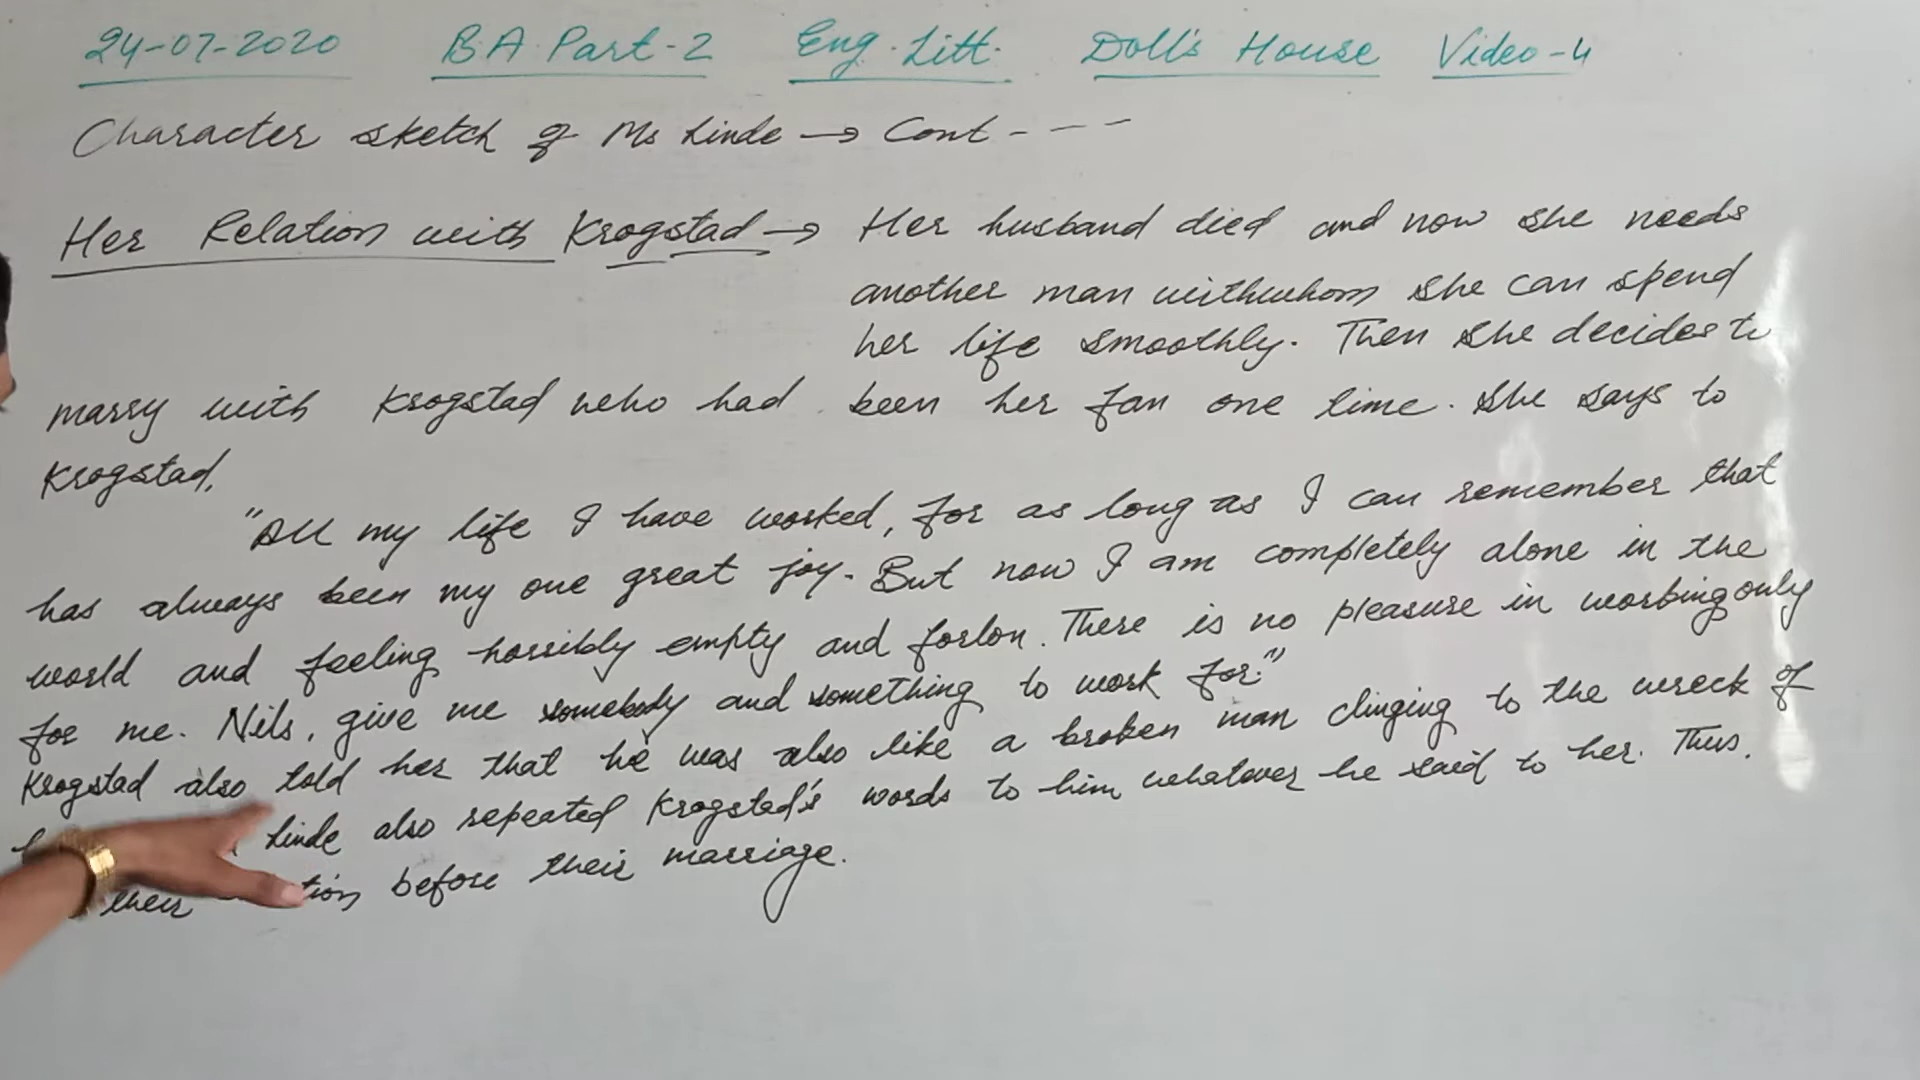 24-07-2020 B.A. Part-2 Eng. Litt. Doll's House Video-4
Character sketch of Ms Linde → Cont - - - -
Her Relation with Krogstad → Her husband died and now she needs
another man withwhom she can spend
her life smoothly. Then she decides to
marry with Krogstad who had been her fan one time. She says to
Krogstad,
"All my life I have worked, for as long as I can remember that
has always been my one great joy. But now I am completely alone in the
world and feeling horribly empty and forlon. There is no pleasure in working only
for me. Nils, give me somebody and something to work for."
Krogstad also told her that he was also like a broken man clinging to the wreck of
Linde also repeated Krogstad's words to him whatever he said to her. Thus,
their before their marriage.